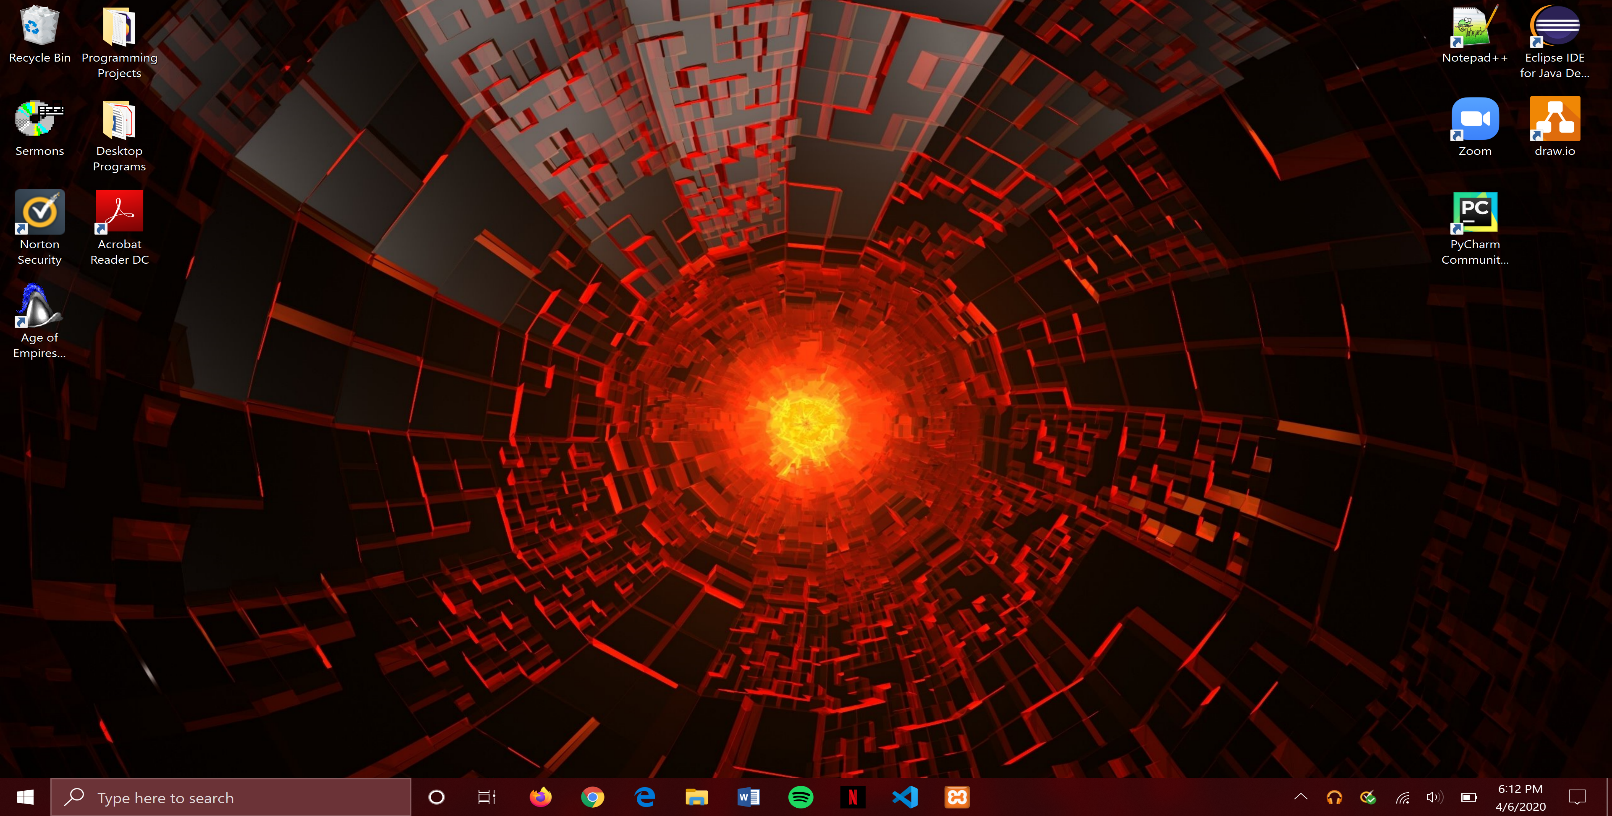 Recycle Bin
Programming
Projects
Sermons
Desktop
Programs
Norton
Security
Acrobat
Reader DC
Age of
Empires...
Notepad++
Eclipse IDE
for Java De...
Zoom
draw.io
PC
PyCharm
Communit...
Type here to search
W
N
6:12 PM
4/6/2020